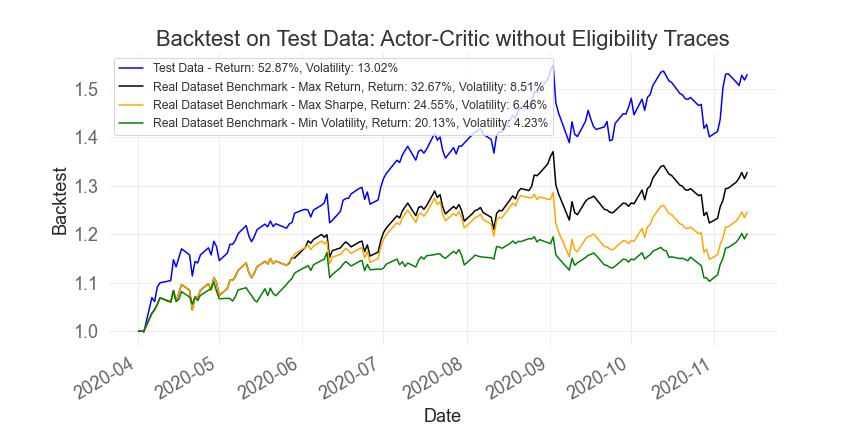 Backtest on Test Data: Actor-Critic without Eligibility Traces
Test Data - Return: 52.87%, Volatility: 13.02%
Real Dataset Benchmark - Max Return, Return: 32.67%, Volatility: 8.51%
Real Dataset Benchmark - Max Sharpe, Return: 24.55%, Volatility: 6.46%
Real Dataset Benchmark - Min Volatility, Return: 20.13%, Volatility: 4.23%
Backtest
1.5
1.4
1.3
1.2
1.1
1.0
2020-04
2020-05
2020-06
2020-07
2020-08
2020-09
2020-10
2020-11
Date